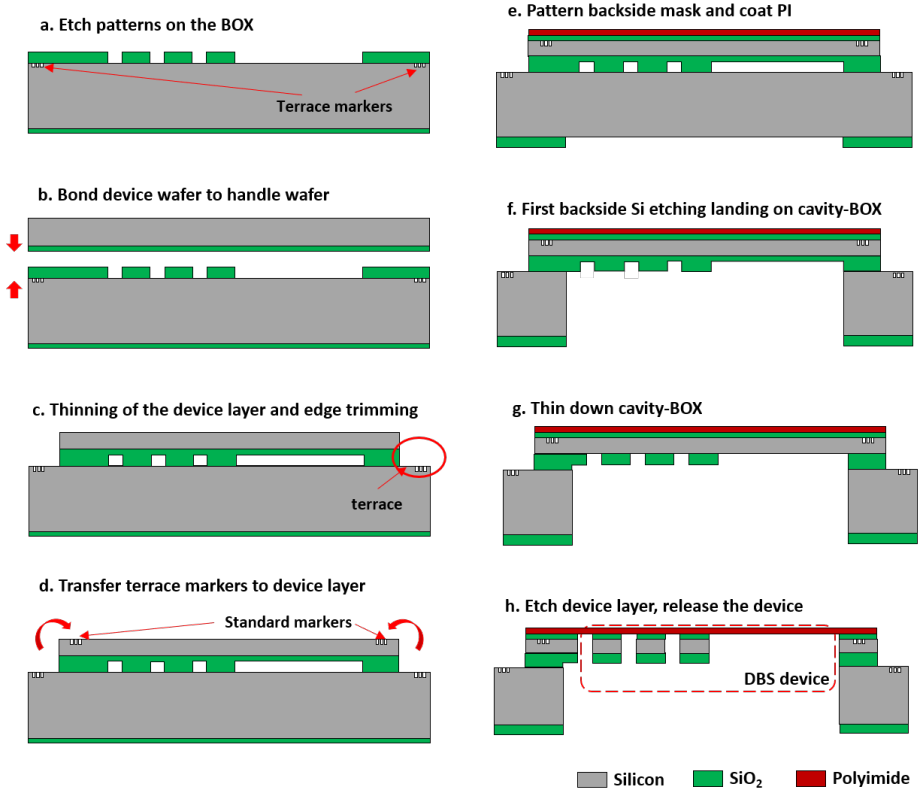 a. Etch patterns on the BOX
Terrace markers
b. Bond device wafer to handle wafer
c. Thinning of the device layer and edge trimming
terrace
d. Transfer terrace markers to device layer
Standard markers
e. Pattern backside mask and coat PI
f. First backside Si etching landing on cavity-BOX
g. Thin down cavity-BOX
h. Etch device layer, release the device
DBS device
Silicon
SiO₂
Polyimide